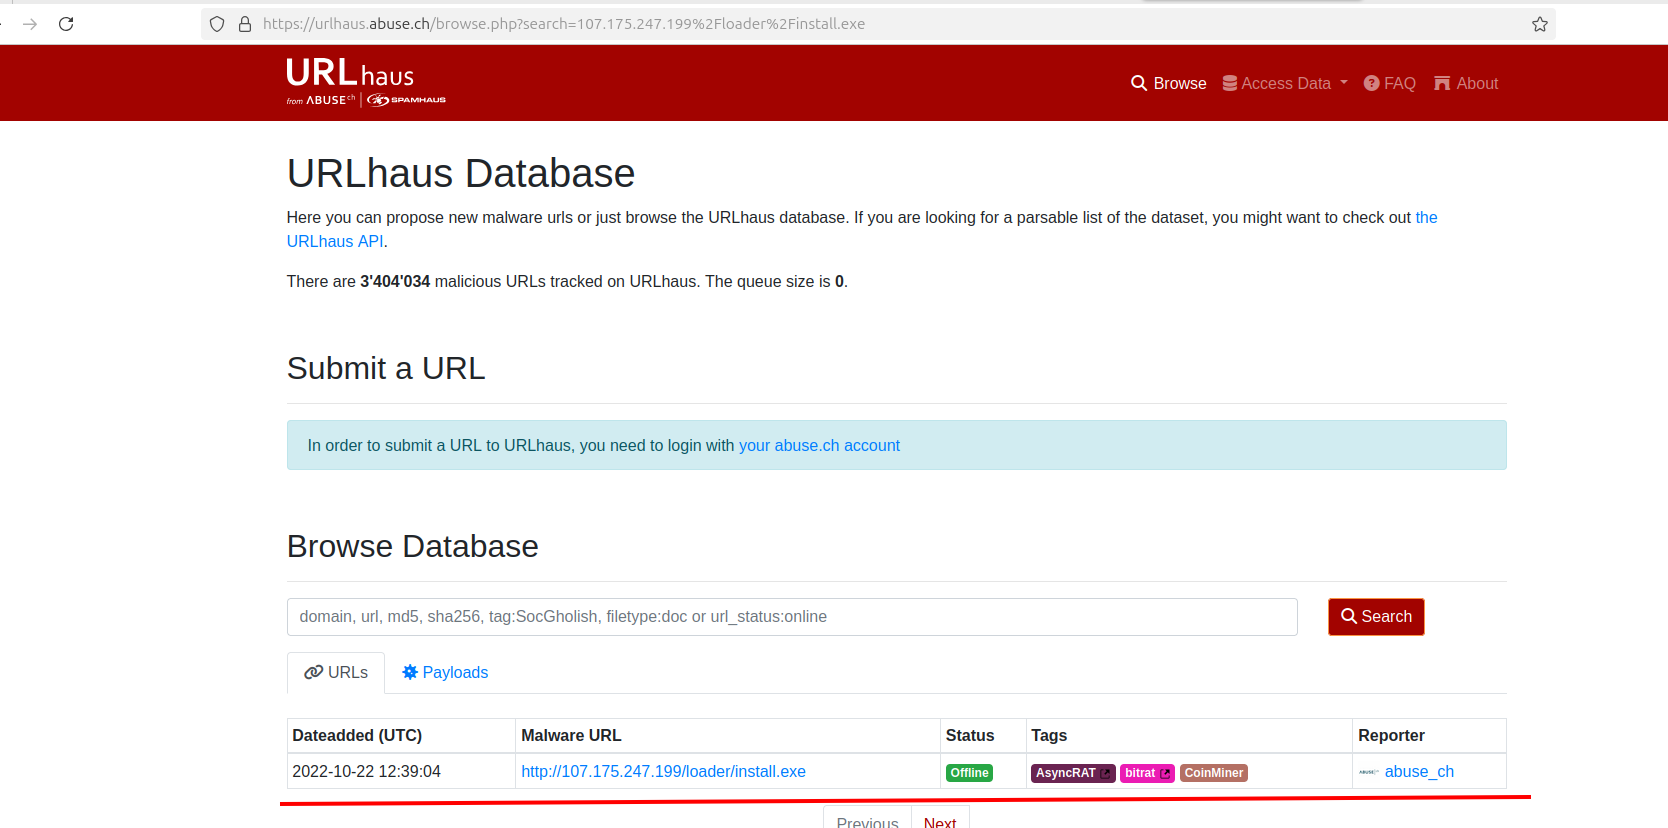 https://urlhaus.abuse.ch/browse.php?search=107.175.247.199%2Floader%2Finstall.exe
URLhaus
from ABUSE ch | SPAMHAUS
Browse Access Data FAQ About
URLhaus Database
Here you can propose new malware urls or just browse the URLhaus database. If you are looking for a parsable list of the dataset, you might want to check out the
URLhaus API.
There are 3'404'034 malicious URLs tracked on URLhaus. The queue size is 0.
Submit a URL
In order to submit a URL to URLhaus, you need to login with your abuse.ch account
Browse Database
domain, url, md5, sha256, tag:SocGholish, filetype:doc or url_status:online Search
URLs Payloads
Dateadded (UTC) Malware URL Status Tags Reporter
2022-10-22 12:39:04 http://107.175.247.199/loader/install.exe Offline AsyncRAT bitrat CoinMiner abuse_ch
Previous Next